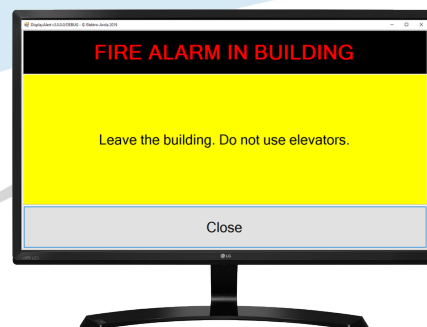 FIRE ALARM IN BUILDING
Leave the building. Do not use elevators.
Close
LG